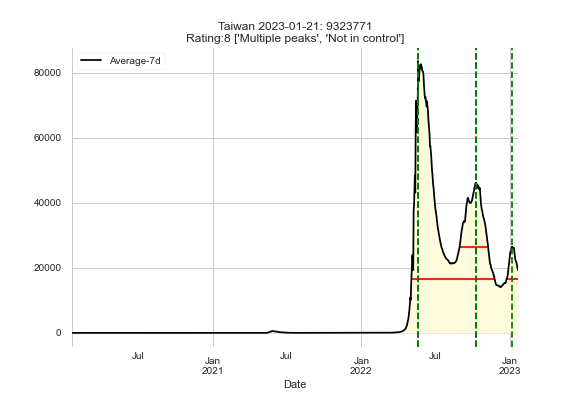 Taiwan 2023-01-21: 9323771
Rating:8 ['Multiple peaks', 'Not in control']
Average-7d
80000
60000
40000
20000
0
Jul
Jan
2021
Jul
Jan
2022
Jul
Jan
2023
Date